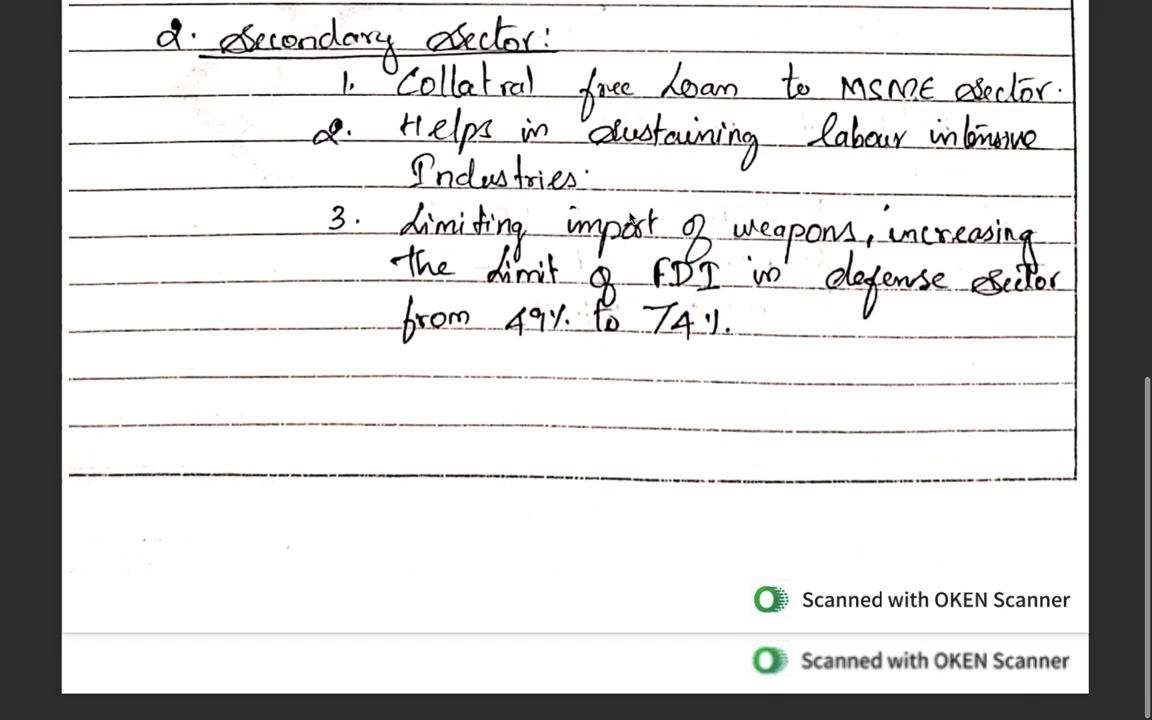 2. Secondary Sector:
1. Collatral free Loan to MSME Sector.
2. Helps in sustaining labour intensive
Industries.
3. Limiting import of weapons, increasing
the limit of FDI in defense sector
from 49% to 74%.
Scanned with OKEN Scanner
Scanned with OKEN Scanner